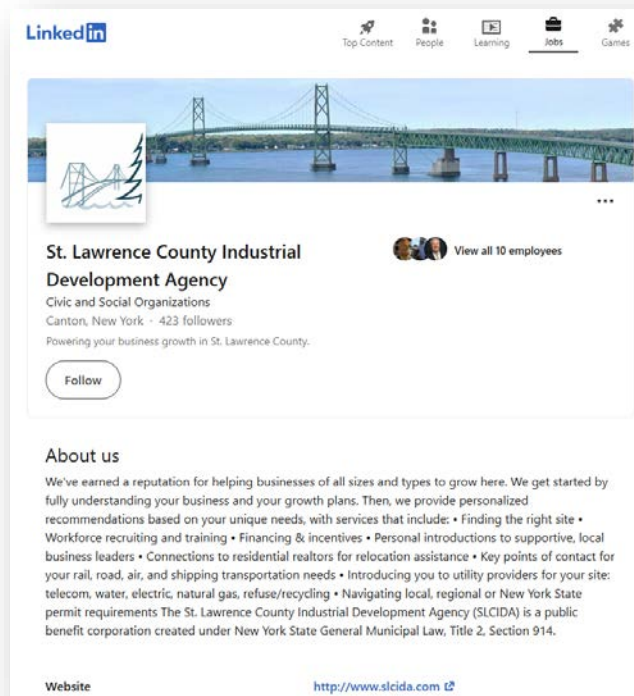 Linked in
Top Content
People
Learning
Jobs
Games
St. Lawrence County Industrial
Development Agency
View all 10 employees
Civic and Social Organizations
Canton, New York · 423 followers
Powering your business growth in St. Lawrence County.
Follow
About us
We've earned a reputation for helping businesses of all sizes and types to grow here. We get started by
fully understanding your business and your growth plans. Then, we provide personalized
recommendations based on your unique needs, with services that include: • Finding the right site •
Workforce recruiting and training • Financing & incentives • Personal introductions to supportive, local
business leaders • Connections to residential realtors for relocation assistance • Key points of contact for
your rail, road, air, and shipping transportation needs • Introducing you to utility providers for your site:
telecom, water, electric, natural gas, refuse/recycling • Navigating local, regional or New York State
permit requirements The St. Lawrence County Industrial Development Agency (SLCIDA) is a public
benefit corporation created under New York State General Municipal Law, Title 2, Section 914.
Website
http://www.slcida.com